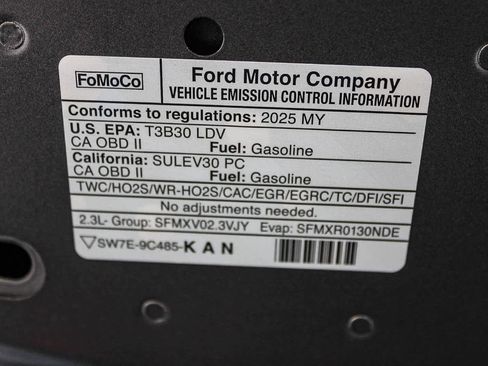 FoMoCo
Ford Motor Company
VEHICLE EMISSION CONTROL INFORMATION
Conforms to regulations: 2025 MY
U.S. EPA: T3B30 LDV
CA OBD II Fuel: Gasoline
California: SULEV30 PC
CA OBD II Fuel: Gasoline
TWC/HO2S/WR-HO2S/CAC/EGR/EGRC/TC/DFI/SFI
No adjustments needed.
2.3L- Group: SFMXV02.3VJY Evap: SFMXR0130NDE
SW7E-9C485-KAN